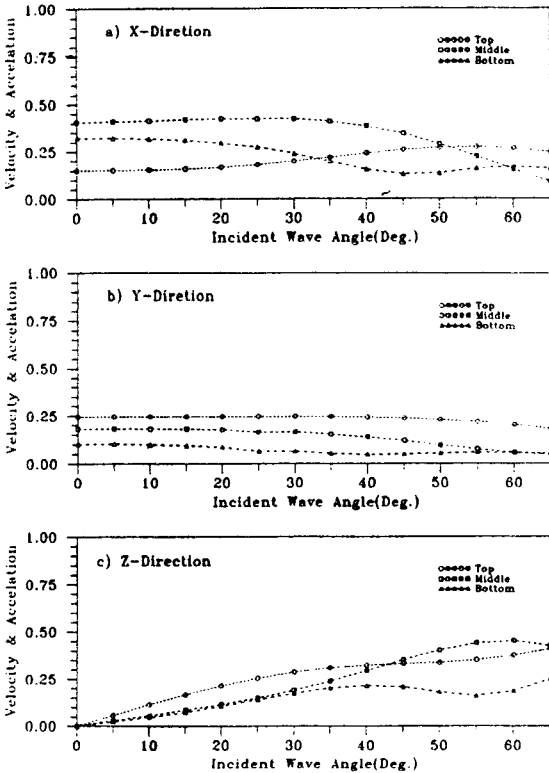 1.00
a) X-Diretion
Top
Middle
Bottom
0.75
0.50
0.25
0.00
Velocity & Accelation
0 10 20 30 40 50 60
Incident Wave Angle(Deg.)
1.00
b) Y-Diretion
Top
Middle
Bottom
0.75
0.50
0.25
0.00
Velocity & Accelation
0 10 20 30 40 50 60
Incident Wave Angle(Deg.)
1.00
c) Z-Direction
Top
Middle
Bottom
0.75
0.50
0.25
0.00
Velocity & Accelation
0 10 20 30 40 50 60
Incident Wave Angle(Deg.)